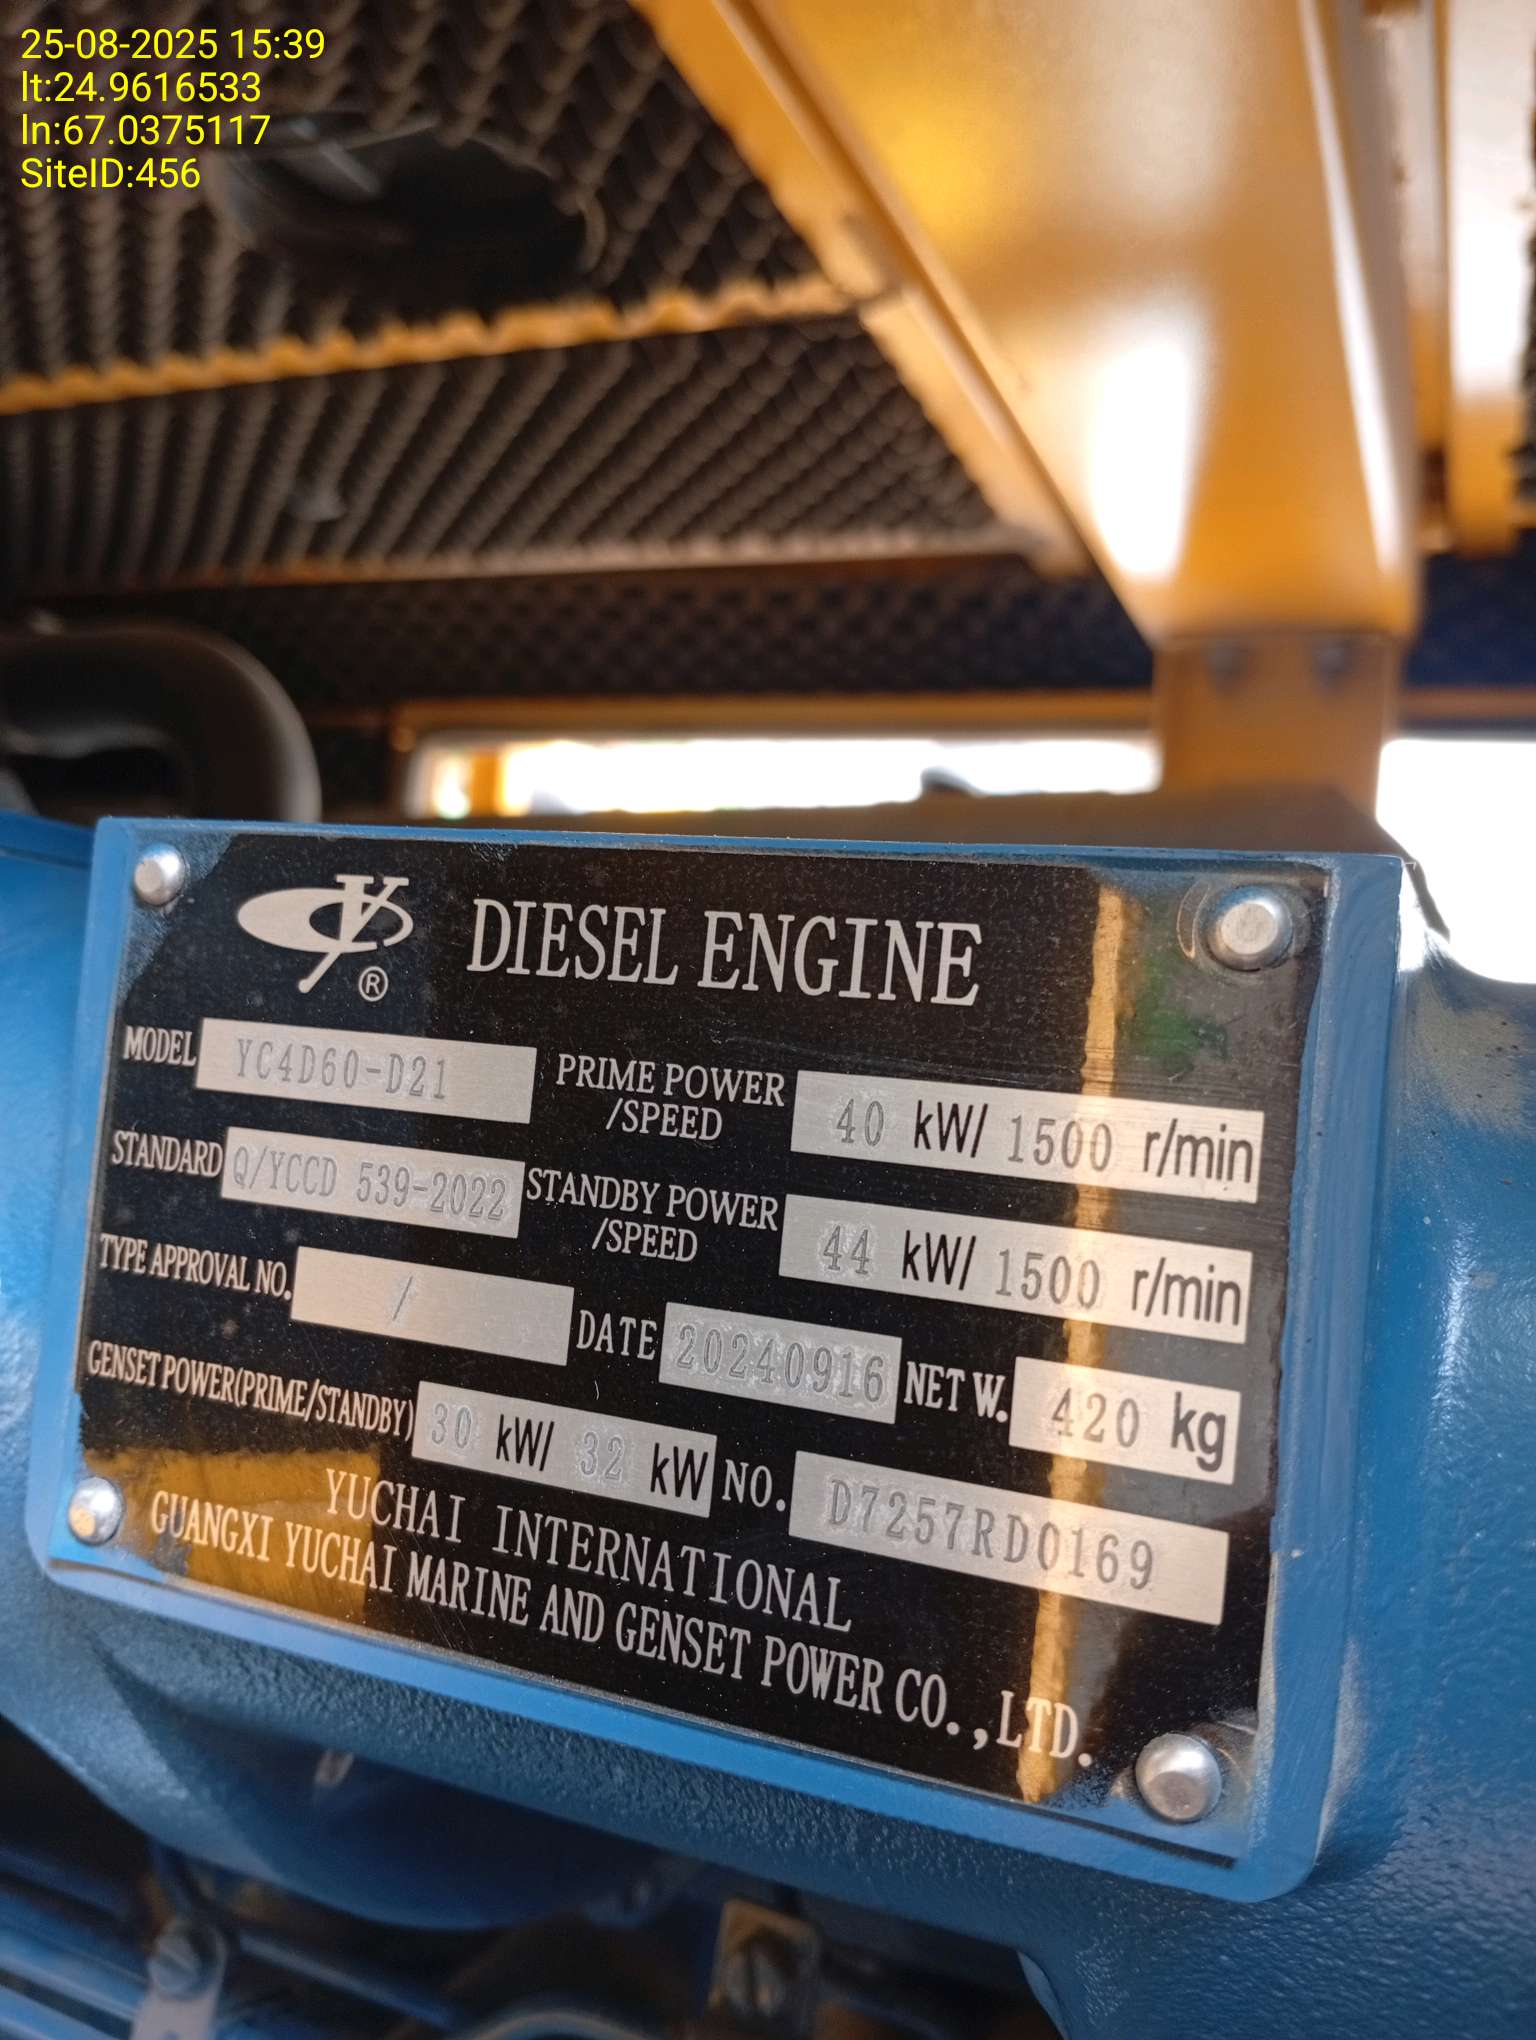 25-08-2025 15:39
lt:24.9616533
ln:67.0375117
SiteID:456
YC ® DIESEL ENGINE
MODEL YC4D60-D21 PRIME POWER /SPEED 40 kW/ 1500 r/min
STANDARD Q/YCCD 539-2022 STANDBY POWER /SPEED 44 kW/ 1500 r/min
TYPE APPROVAL NO. / DATE 20240916 NET W. 420 kg
GENSET POWER(PRIME/STANDBY) 30 kW/ 32 kW NO. D7257RD0169
YUCHAI INTERNATIONAL
GUANGXI YUCHAI MARINE AND GENSET POWER CO.,LTD.